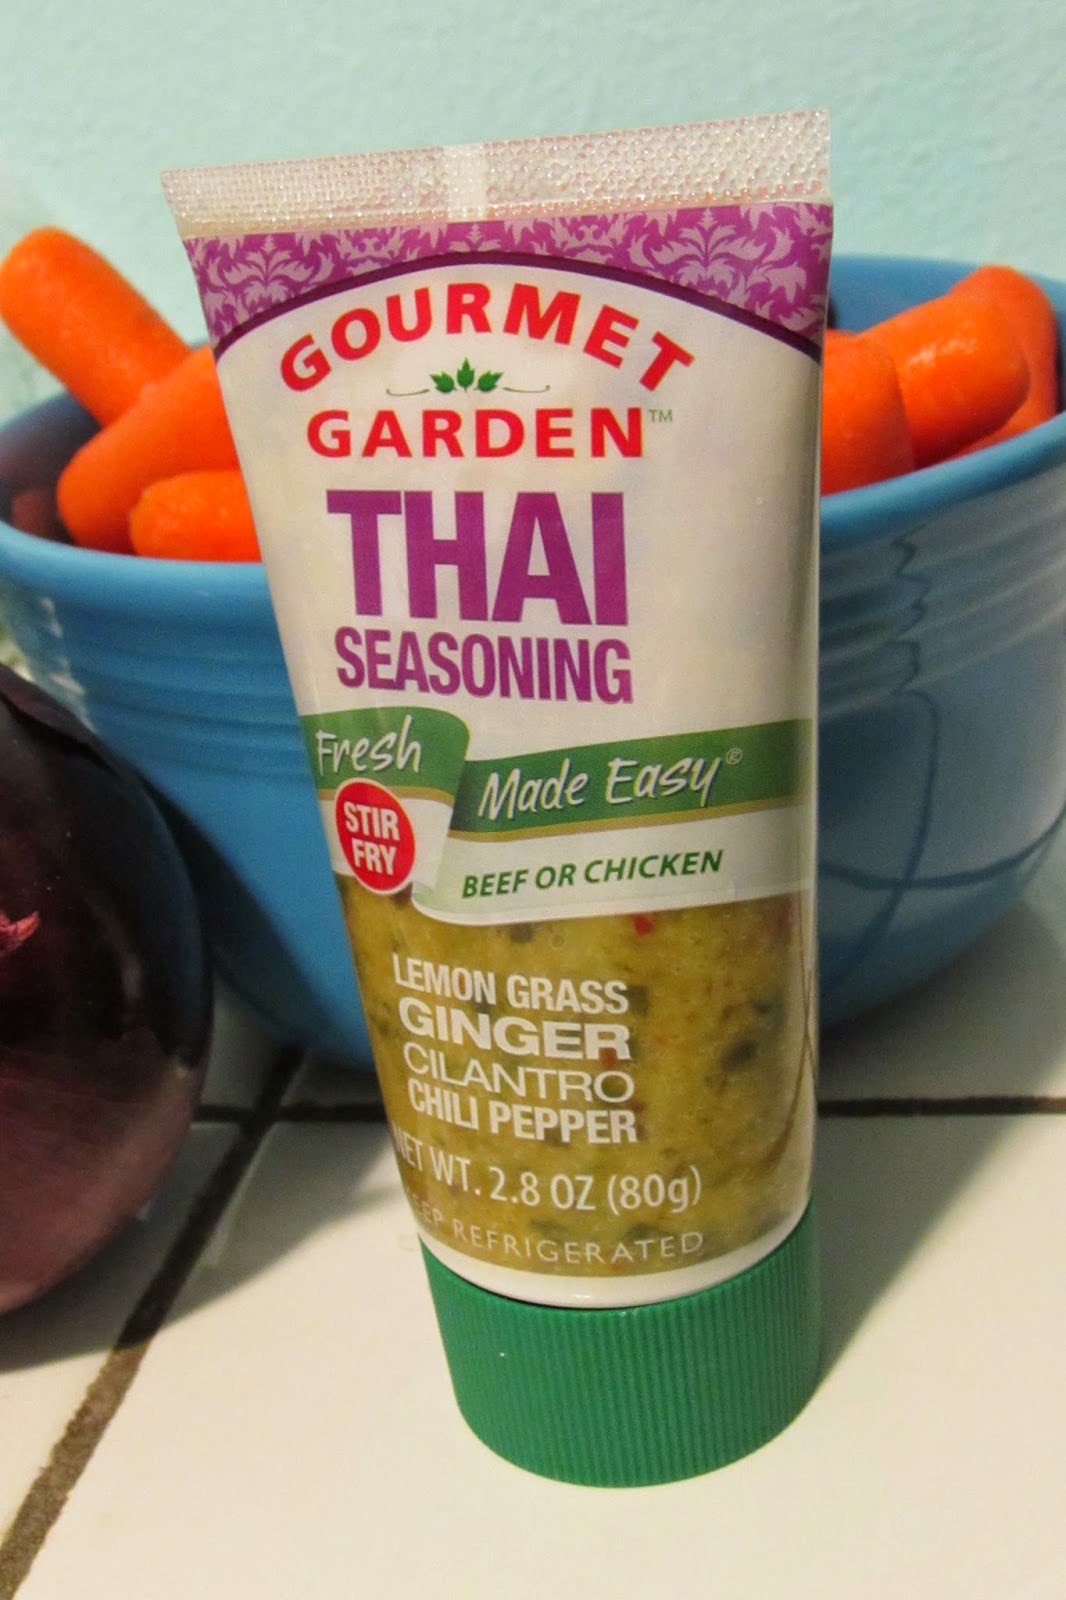 GOURMET
GARDEN™
THAI
SEASONING
Fresh
Made Easy®
STIR
FRY
BEEF OR CHICKEN
LEMON GRASS
GINGER
CILANTRO
CHILI PEPPER
NET WT. 2.8 OZ (80g)
KEEP REFRIGERATED